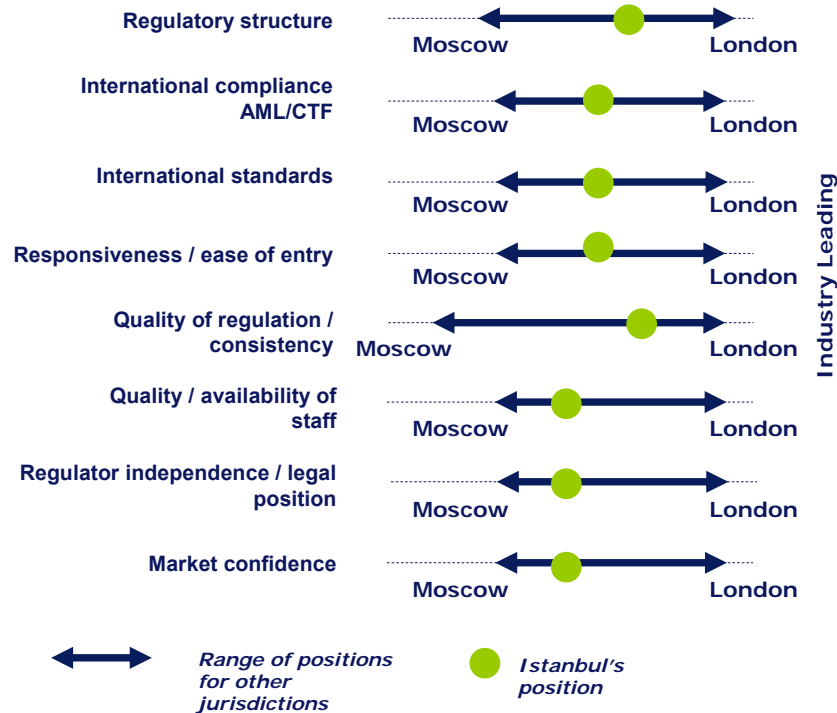 Regulatory structure
Moscow London
International compliance
AML/CTF
Moscow London
International standards
Moscow London
Responsiveness / ease of entry
Moscow London
Quality of regulation /
consistency
Moscow London
Quality / availability of
staff
Moscow London
Regulator independence / legal
position
Moscow London
Market confidence
Moscow London
Industry Leading
Range of positions
for other
jurisdictions
Istanbul's
position